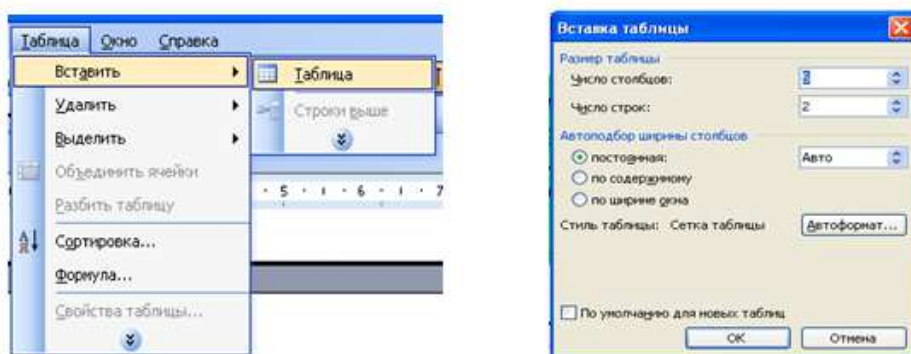 Таблица Окно Справка
Вставить
Таблица
Удалить
Строки выше
Выделить
Объединить ячейки
Разбить таблицу
· 5 · ı · 6 · ı · 7
Сортировка...
Формула...
Свойства таблицы...
Вставка таблицы
Размер таблицы
Число столбцов:
Число строк: 2
Автоподбор ширины столбцов
постоянная: Авто
по содержимому
по ширине окна
Стиль таблицы: Сетка таблицы Автоформат...
По умолчанию для новых таблиц
ОК Отмена